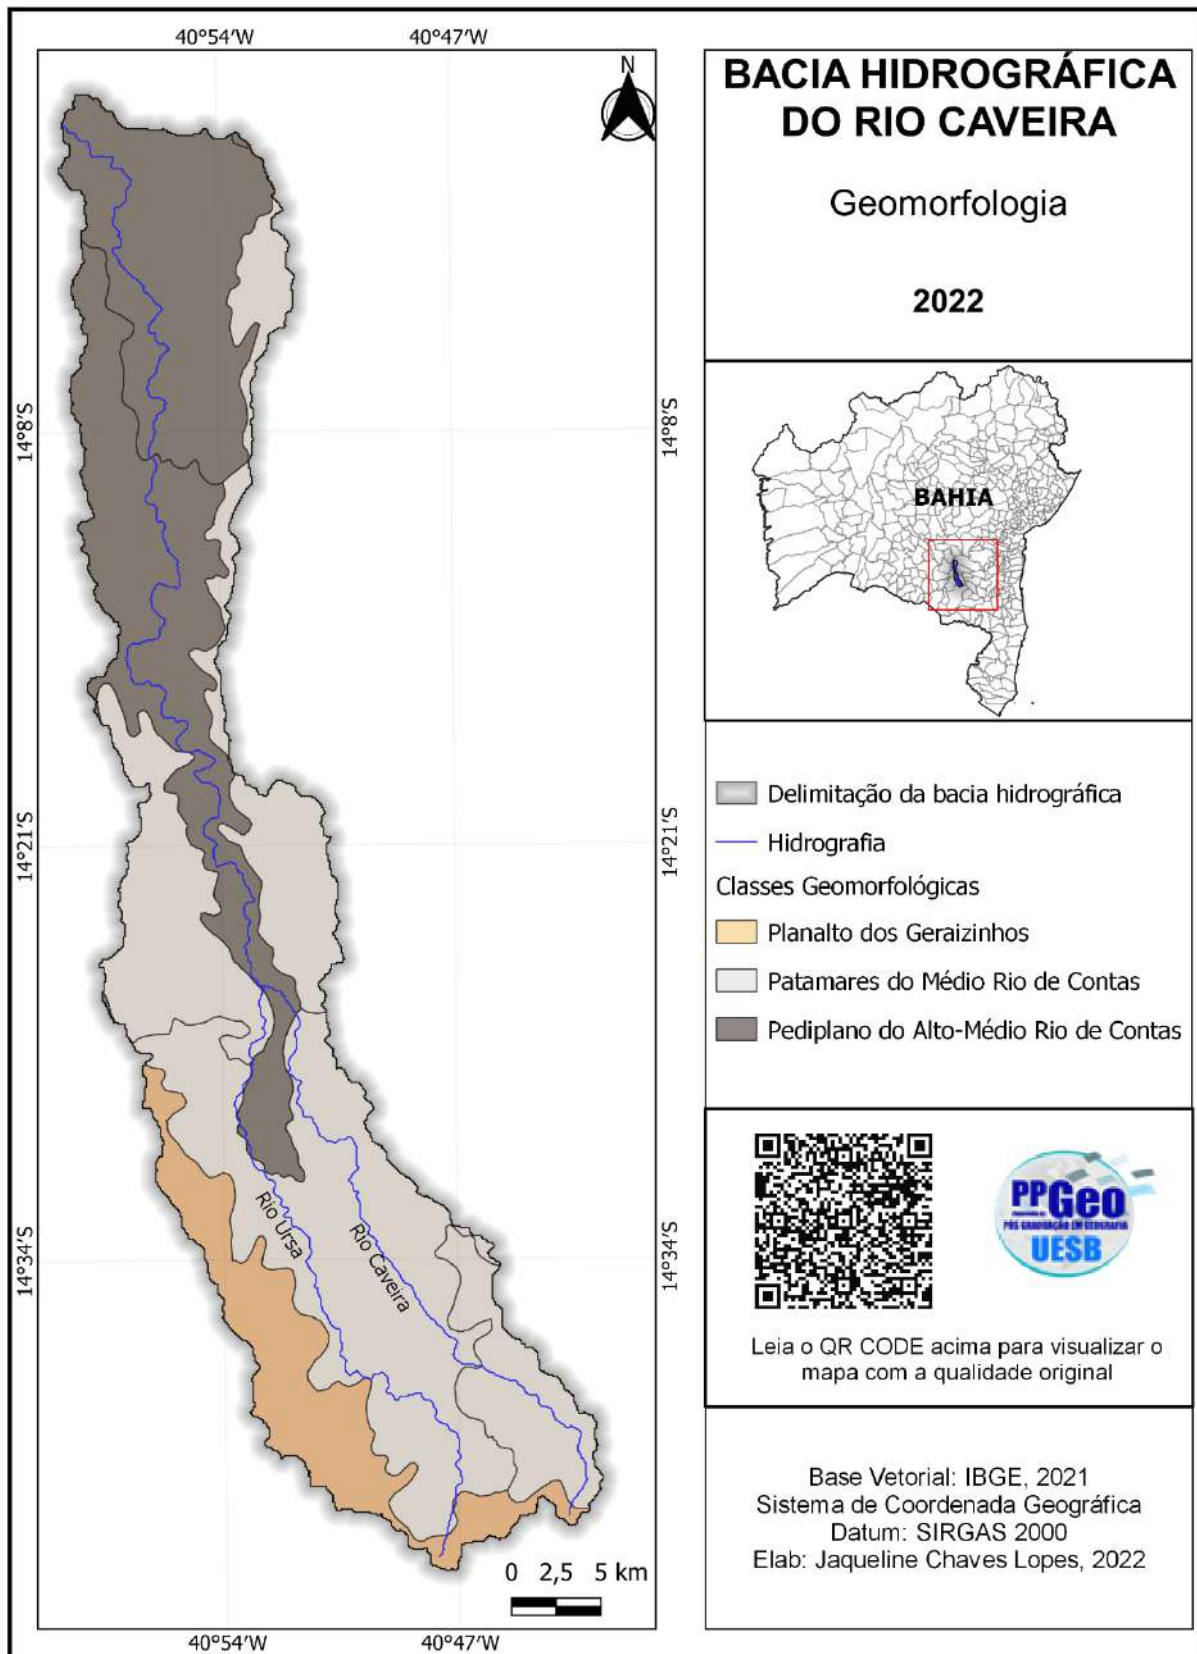 40°54'W 40°47'W
N
14°8'S 14°8'S
14°21'S 14°21'S
14°34'S 14°34'S
Rio Ursa
Rio Caveira
0 2,5 5 km
40°54'W 40°47'W
BACIA HIDROGRÁFICA
DO RIO CAVEIRA
Geomorfologia
2022
BAHIA
Delimitação da bacia hidrográfica
Hidrografia
Classes Geomorfológicas
Planalto dos Geraizinhos
Patamares do Médio Rio de Contas
Pediplano do Alto-Médio Rio de Contas
PPGeo
PÓS-GRADUAÇÃO EM GEOGRAFIA
UESB
Leia o QR CODE acima para visualizar o
mapa com a qualidade original
Base Vetorial: IBGE, 2021
Sistema de Coordenada Geográfica
Datum: SIRGAS 2000
Elab: Jaqueline Chaves Lopes, 2022